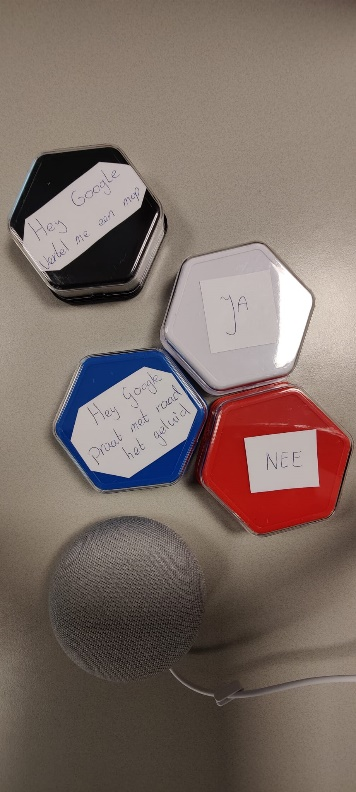 Hey Google
Vertel me een mop?
JA
Hey Google
praat met raad
het geluid
NEE